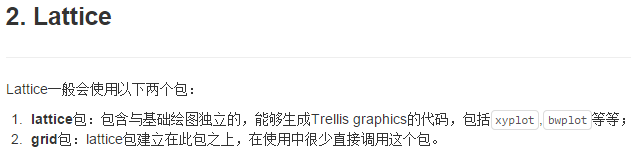 2. Lattice
Lattice一般会使用以下两个包：
1. lattice包：包含与基础绘图独立的，能够生成Trellis graphics的代码，包括xyplot,bwplot等等；
2. grid包：lattice包建立在此包之上，在使用中很少直接调用这个包。